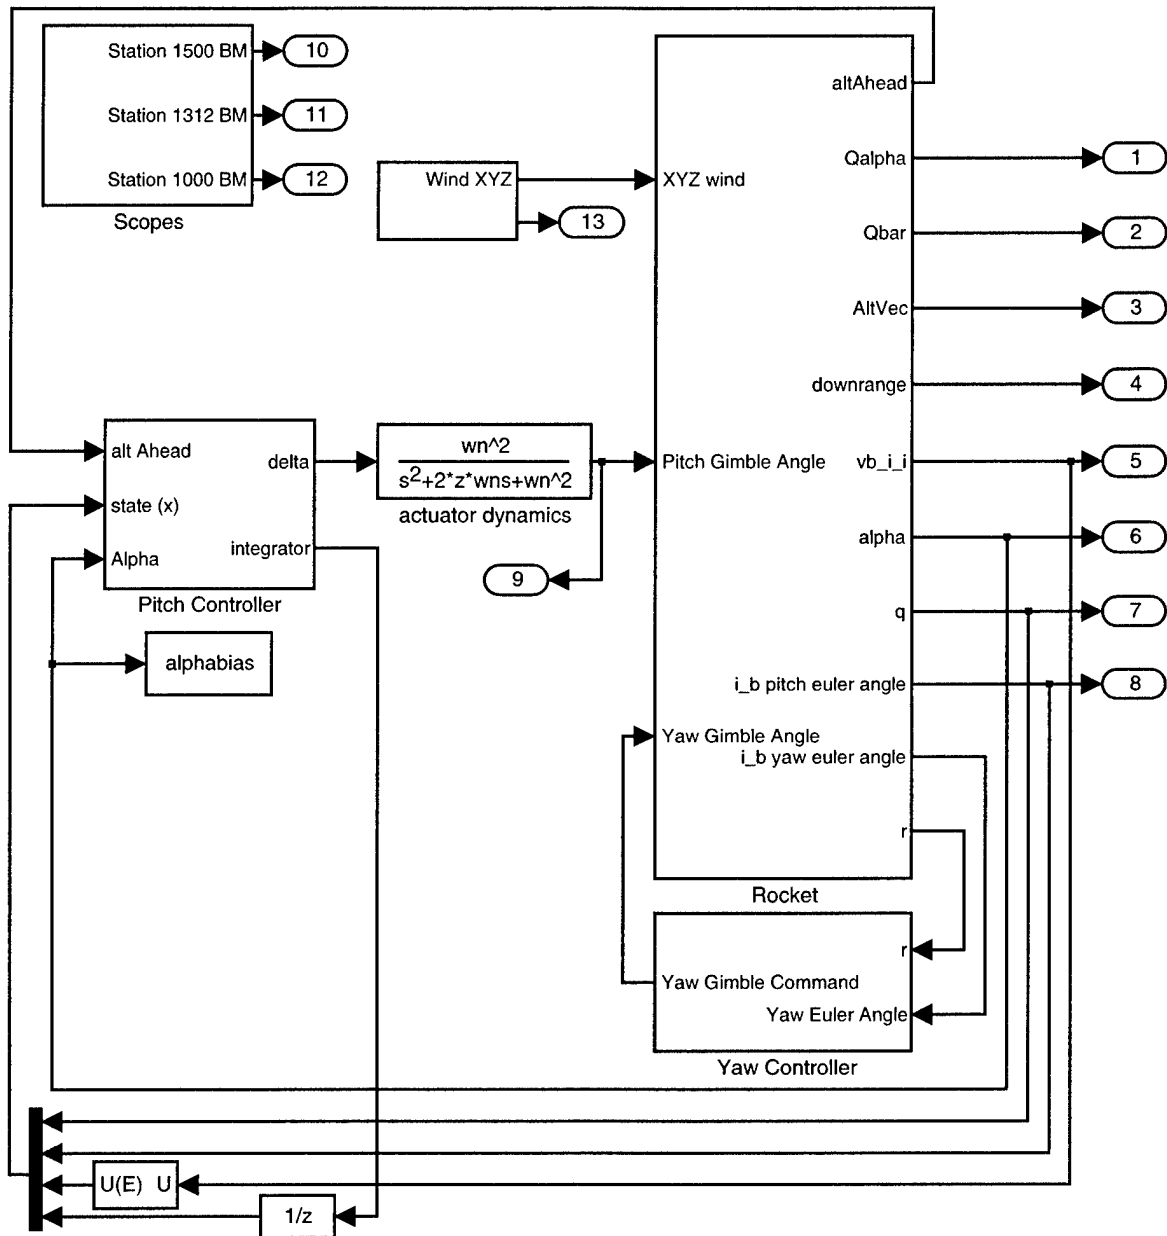 Station 1500 BM
10
Station 1312 BM
11
Station 1000 BM
12
Scopes
Wind XYZ
13
altAhead
Qalpha
1
XYZ wind
Qbar
2
AltVec
3
downrange
4
alt Ahead
state (x)
Alpha
delta
integrator
Pitch Controller
wn^2
s2+2*z*wns+wn^2
actuator dynamics
9
alphabias
Pitch Gimble Angle
vb_i_i
5
alpha
6
q
7
i_b pitch euler angle
8
Yaw Gimble Angle
i_b yaw euler angle
r
Rocket
r
Yaw Gimble Command
Yaw Euler Angle
Yaw Controller
U(E) U
1/z